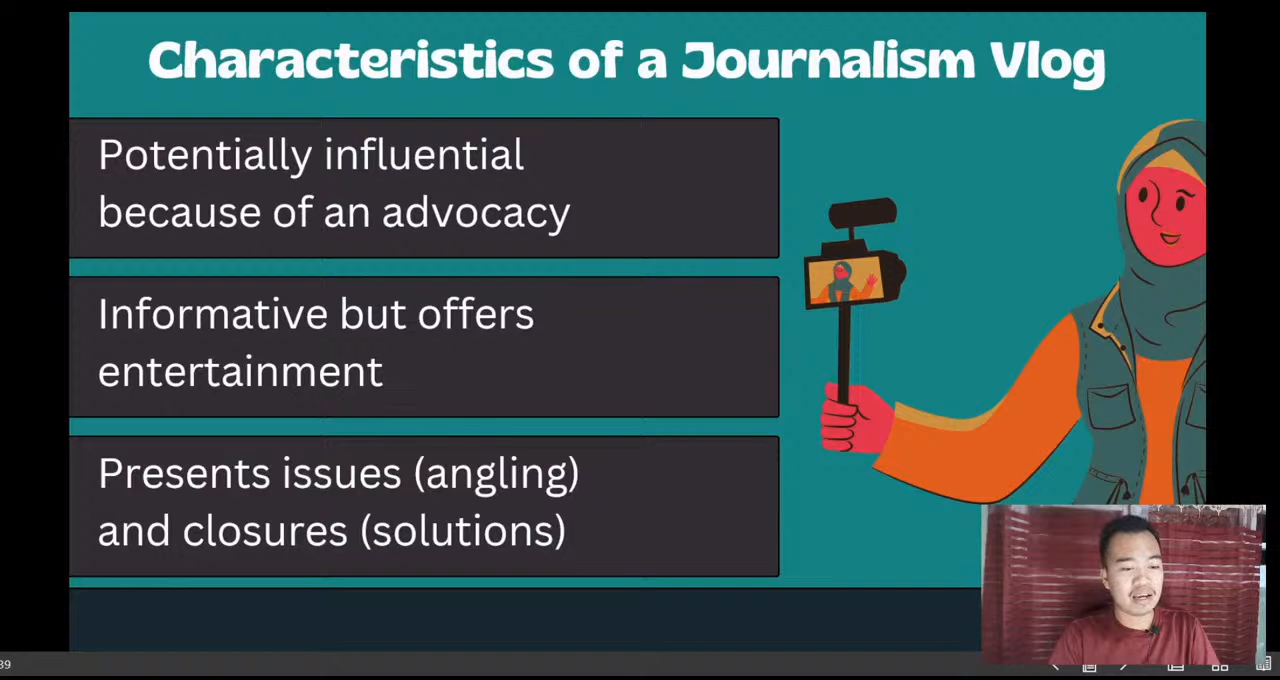 Characteristics of a Journalism Vlog
Potentially influential
because of an advocacy
Informative but offers
entertainment
Presents issues (angling)
and closures (solutions)
39